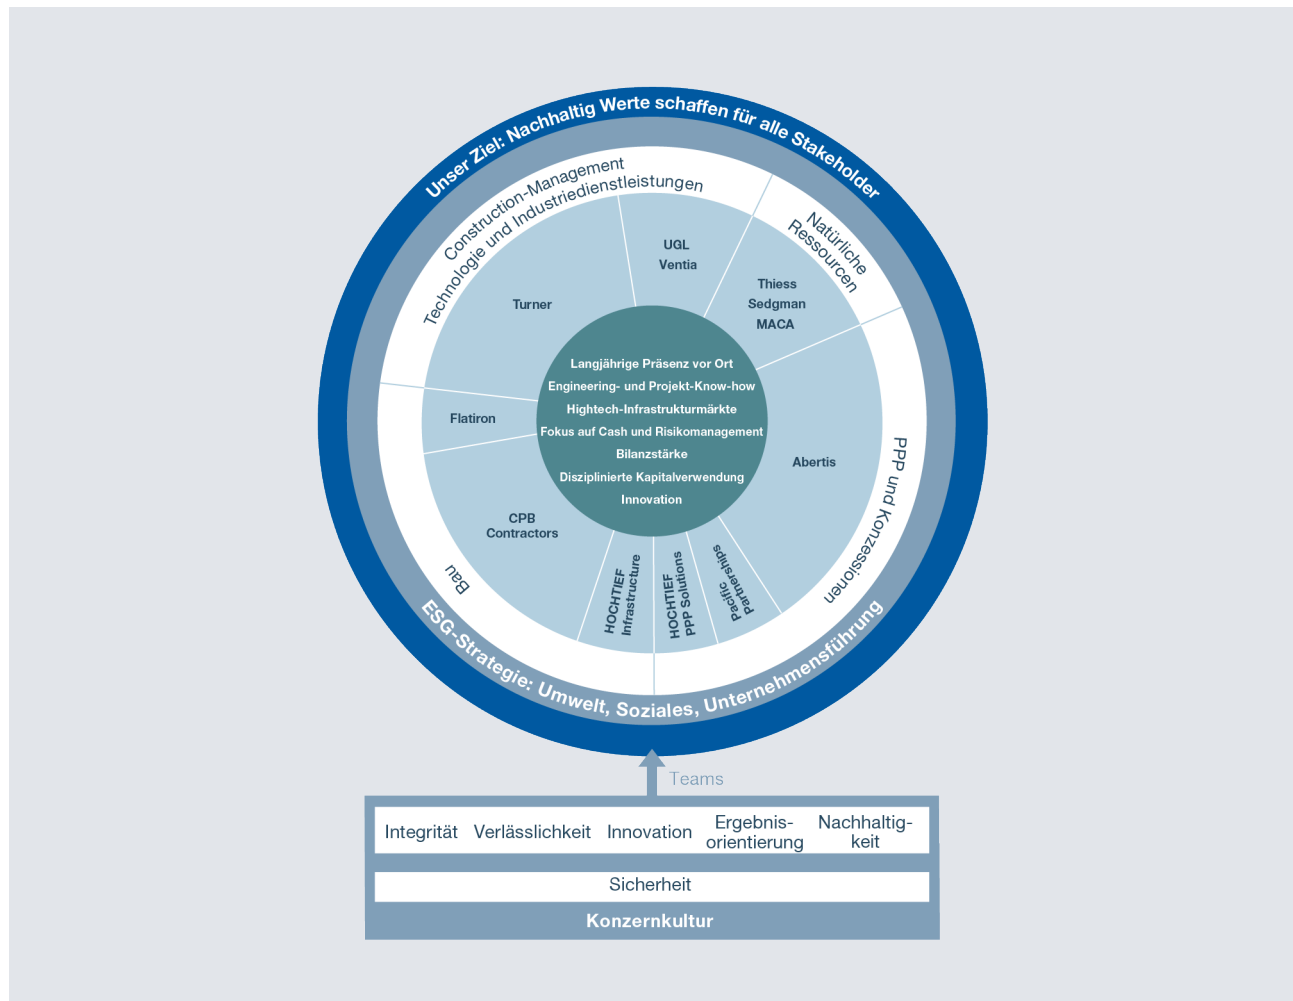 Unser Ziel: Nachhaltig Werte schaffen für alle Stakeholder
Construction-Management
Technologie und Industriedienstleistungen
Natürliche
Ressourcen
UGL
Ventia
Thiess
Sedgman
MACA
Turner
Langjährige Präsenz vor Ort
Engineering- und Projekt-Know-how
Hightech-Infrastrukturmärkte
Fokus auf Cash und Risikomanagement
Bilanzstärke
Disziplinierte Kapitalverwendung
Innovation
Flatiron
Abertis
PPP und Konzessionen
CPB
Contractors
HOCHTIEF
Infrastructure
HOCHTIEF
PPP Solutions
Pacific
Partnerships
Bau
ESG-Strategie: Umwelt, Soziales, Unternehmensführung
Teams
Integrität Verlässlichkeit Innovation Ergebnis-
orientierung Nachhaltig-
keit
Sicherheit
Konzernkultur